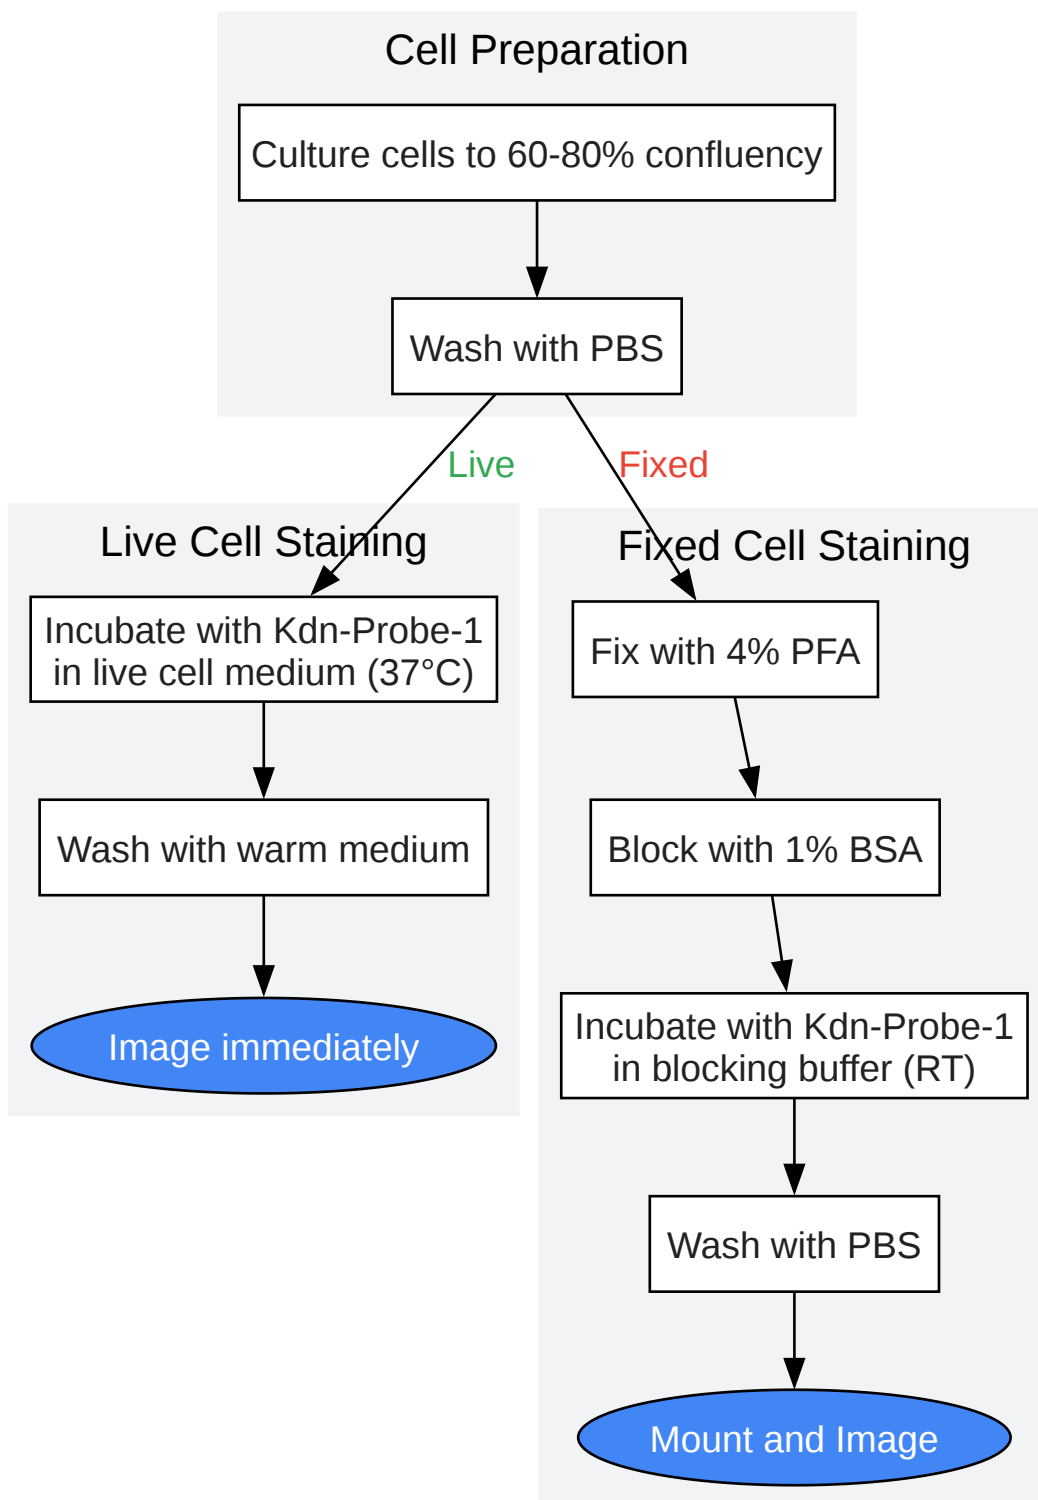 Cell Preparation
Culture cells to 60-80% confluency
Wash with PBS
Live
Fixed
Live Cell Staining
Incubate with Kdn-Probe-1
in live cell medium (37°C)
Wash with warm medium
Image immediately
Fixed Cell Staining
Fix with 4% PFA
Block with 1% BSA
Incubate with Kdn-Probe-1
in blocking buffer (RT)
Wash with PBS
Mount and Image